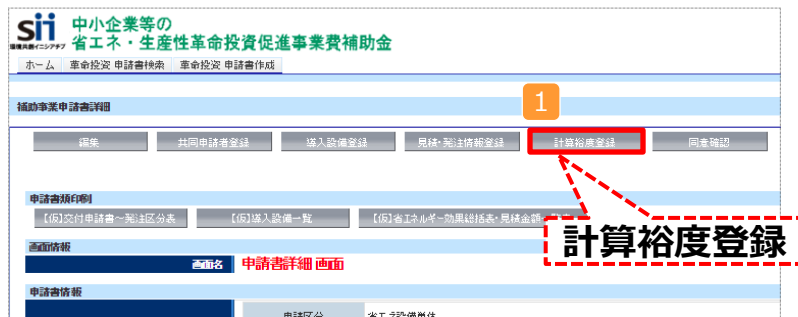 sii 中小企業等の
環境共創イニシアチブ 省エネ・生産性革命投資促進事業費補助金
ホーム 革命投資 申請書検索 革命投資 申請書作成
補助事業申請書詳細
1
編集 共同申請者登録 導入設備登録 見積・発注情報登録 計算裕度登録 同意確認
申請書類印刷
【仮】交付申請書～発注区分表 【仮】導入設備一覧 【仮】省エネルギー効果総括表・見積金額
計算裕度登録
画面情報
画面名 申請書詳細 画面
申請書情報
申請区分 省エネ設備単体